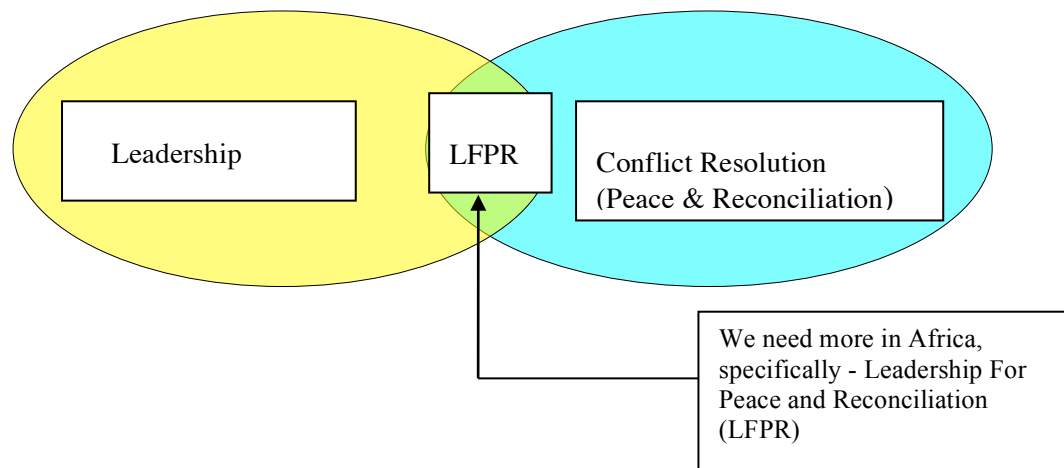 Leadership
LFPR
Conflict Resolution
(Peace & Reconciliation)
We need more in Africa,
specifically - Leadership For
Peace and Reconciliation
(LFPR)